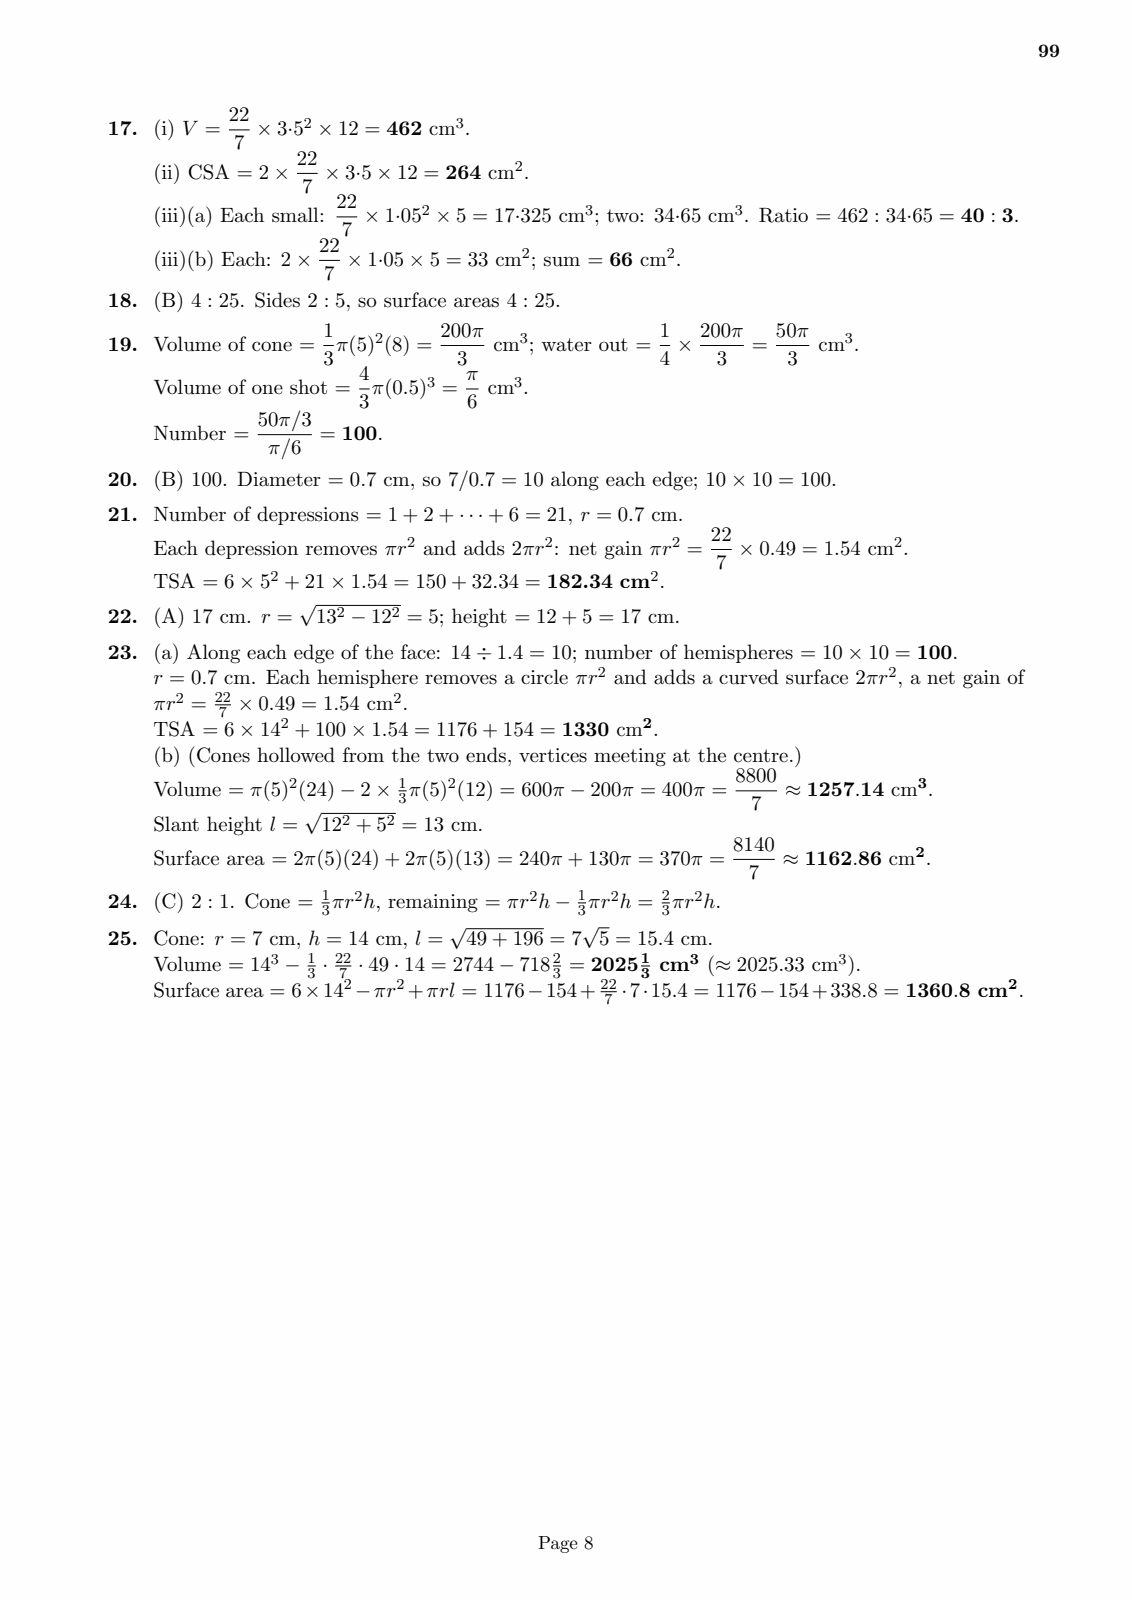 99
17. (i) V = 22/7 × 3·5² × 12 = 462 cm³.
(ii) CSA = 2 × 22/7 × 3·5 × 12 = 264 cm².
(iii)(a) Each small: 22/7 × 1·05² × 5 = 17·325 cm³; two: 34·65 cm³. Ratio = 462 : 34·65 = 40 : 3.
(iii)(b) Each: 2 × 22/7 × 1·05 × 5 = 33 cm²; sum = 66 cm².
18. (B) 4 : 25. Sides 2 : 5, so surface areas 4 : 25.
19. Volume of cone = 1/3 π(5)²(8) = 200π/3 cm³; water out = 1/4 × 200π/3 = 50π/3 cm³.
Volume of one shot = 4/3 π(0.5)³ = π/6 cm³.
Number = (50π/3)/(π/6) = 100.
20. (B) 100. Diameter = 0.7 cm, so 7/0.7 = 10 along each edge; 10 × 10 = 100.
21. Number of depressions = 1 + 2 + ··· + 6 = 21, r = 0.7 cm.
Each depression removes πr² and adds 2πr²: net gain πr² = 22/7 × 0.49 = 1.54 cm².
TSA = 6 × 5² + 21 × 1.54 = 150 + 32.34 = 182.34 cm².
22. (A) 17 cm. r = √(13² − 12²) = 5; height = 12 + 5 = 17 cm.
23. (a) Along each edge of the face: 14 ÷ 1.4 = 10; number of hemispheres = 10 × 10 = 100.
r = 0.7 cm. Each hemisphere removes a circle πr² and adds a curved surface 2πr², a net gain of
πr² = 22/7 × 0.49 = 1.54 cm².
TSA = 6 × 14² + 100 × 1.54 = 1176 + 154 = 1330 cm².
(b) (Cones hollowed from the two ends, vertices meeting at the centre.)
Volume = π(5)²(24) − 2 × 1/3 π(5)²(12) = 600π − 200π = 400π = 8800/7 ≈ 1257.14 cm³.
Slant height l = √(12² + 5²) = 13 cm.
Surface area = 2π(5)(24) + 2π(5)(13) = 240π + 130π = 370π = 8140/7 ≈ 1162.86 cm².
24. (C) 2 : 1. Cone = 1/3 πr²h, remaining = πr²h − 1/3 πr²h = 2/3 πr²h.
25. Cone: r = 7 cm, h = 14 cm, l = √(49 + 196) = 7√5 = 15.4 cm.
Volume = 14³ − 1/3 · 22/7 · 49 · 14 = 2744 − 718 2/3 = 2025 1/3 cm³ (≈ 2025.33 cm³).
Surface area = 6×14² − πr² + πrl = 1176 − 154 + 22/7 ·7·15.4 = 1176 − 154 + 338.8 = 1360.8 cm².
Page 8